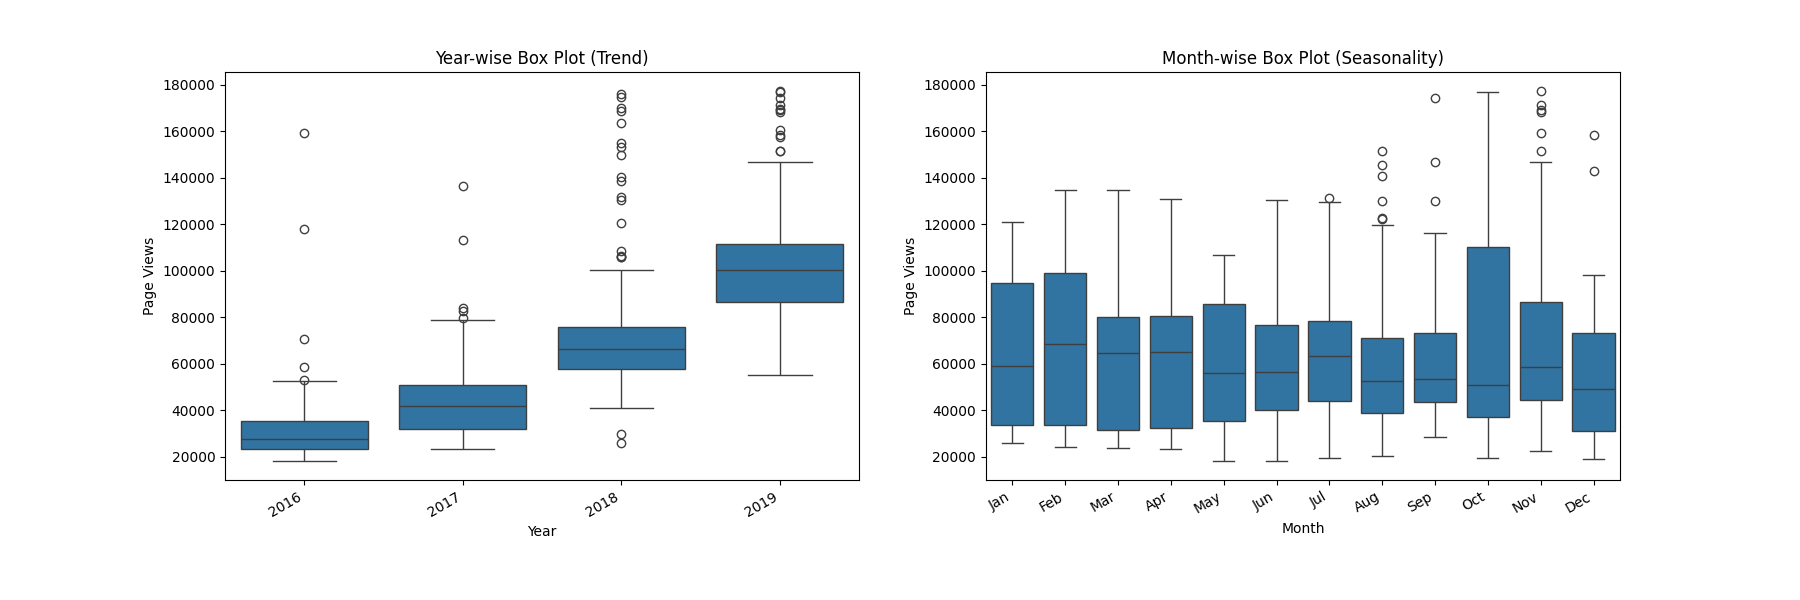 Year-wise Box Plot (Trend)
Page Views
180000
160000
140000
120000
100000
80000
60000
40000
20000
2016 2017 2018 2019
Year
Month-wise Box Plot (Seasonality)
Page Views
180000
160000
140000
120000
100000
80000
60000
40000
20000
Jan Feb Mar Apr May Jun Jul Aug Sep Oct Nov Dec
Month